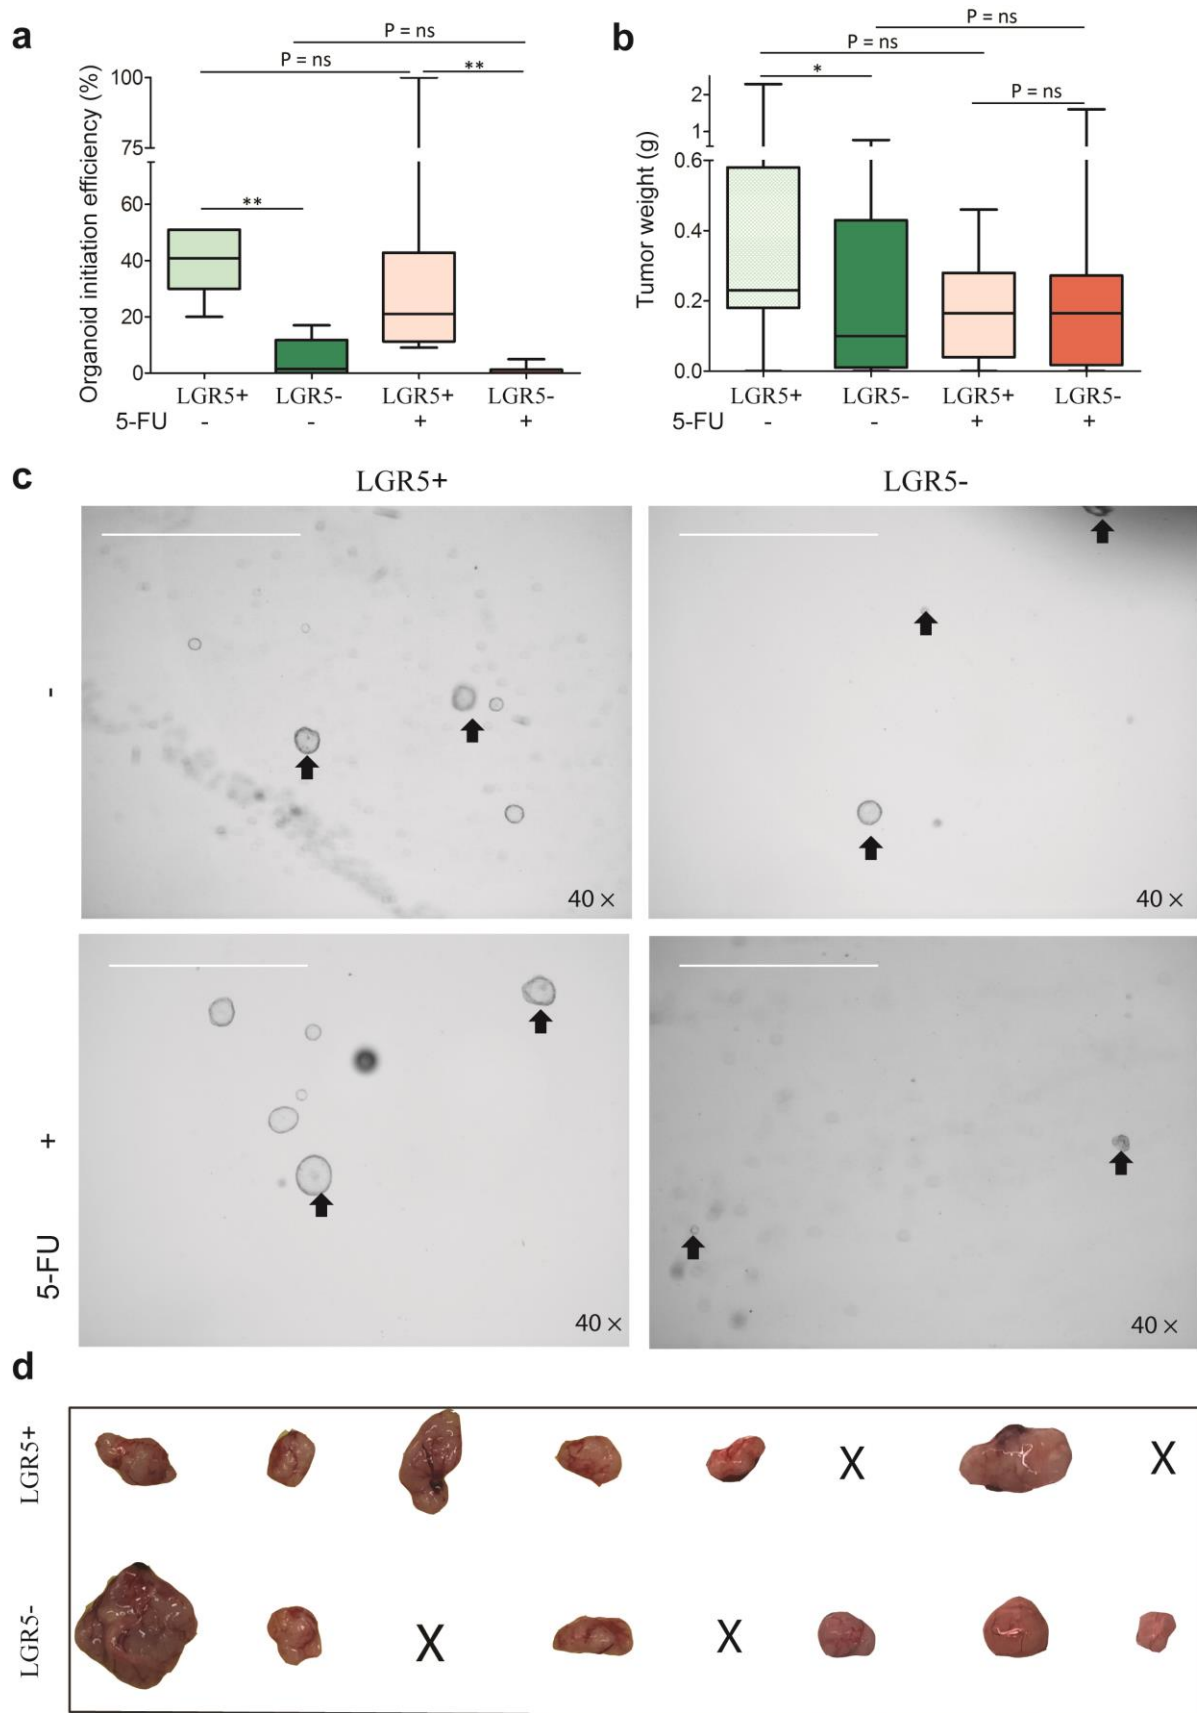 a
P = ns
P = ns
**
**
Organoid initiation efficiency (%)
100
75
60
40
20
0
LGR5+ LGR5- LGR5+ LGR5-
5-FU - - + +
b
P = ns
P = ns
*
P = ns
Tumor weight (g)
2
1
0.6
0.4
0.2
0.0
LGR5+ LGR5- LGR5+ LGR5-
5-FU - - + +
c
LGR5+ LGR5-
-
40 × 40 ×
+
5-FU
40 × 40 ×
d
LGR5+
X X
LGR5-
X X